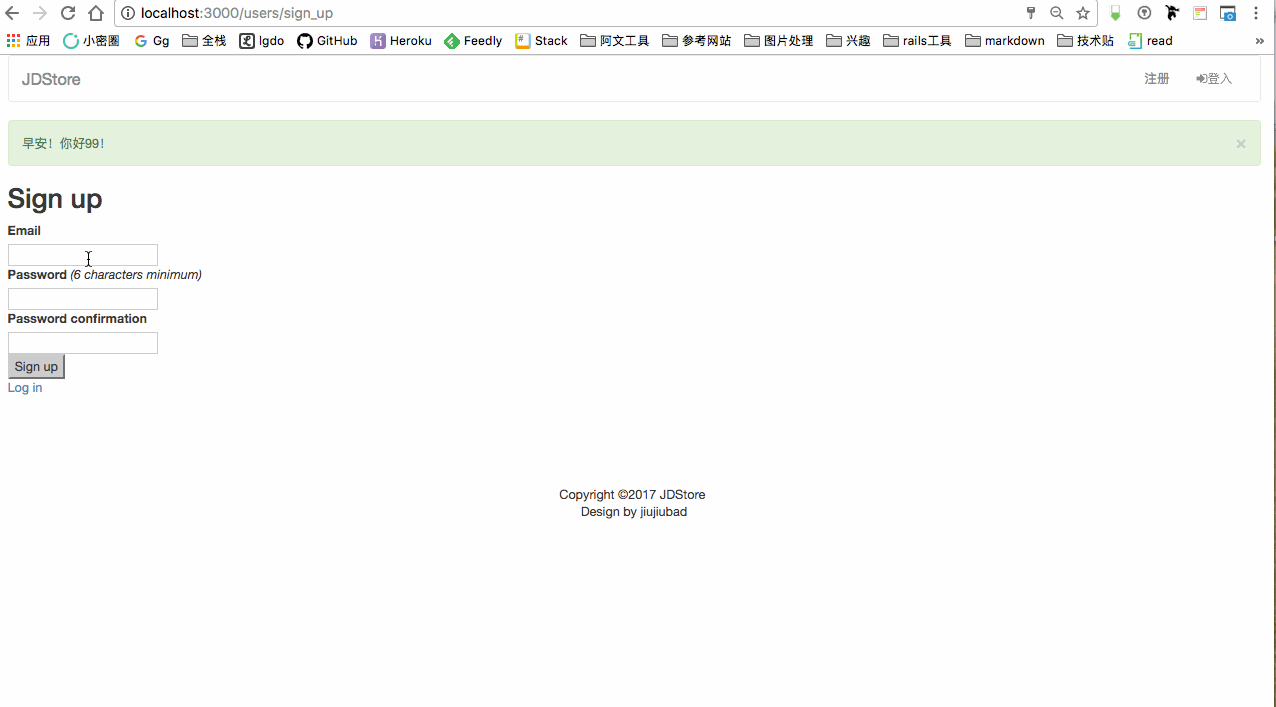 localhost:3000/users/sign_up
应用 小密圈 Gg 全栈 lgdo GitHub Heroku Feedly Stack 阿文工具 参考网站 图片处理 兴趣 rails工具 markdown 技术贴 read »
JDStore 注册 登入
早安！你好99！ ×
Sign up
Email
Password (6 characters minimum)
Password confirmation
Sign up
Log in
Copyright ©2017 JDStore
Design by jiujiubad